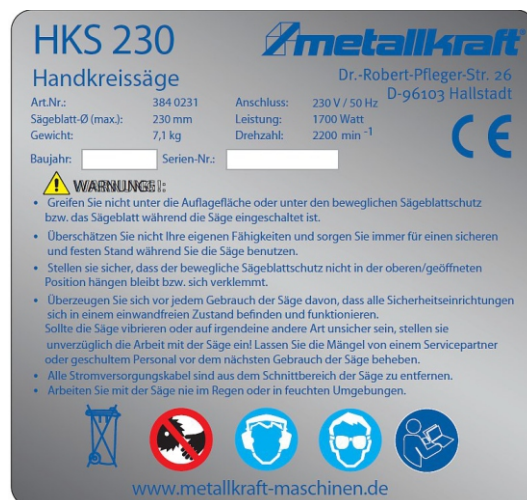 HKS 230
metallkraft®
Handkreissäge
Dr.-Robert-Pfleger-Str. 26
D-96103 Hallstadt
Art.Nr.: 384 0231 Anschluss: 230 V / 50 Hz
Sägeblatt-Ø (max.): 230 mm Leistung: 1700 Watt
Gewicht: 7,1 kg Drehzahl: 2200 min -1
CE
Baujahr: Serien-Nr.:
WARNUNGEN:
• Greifen Sie nicht unter die Auflagefläche oder unter den beweglichen Sägeblattschutz
bzw. das Sägeblatt während die Säge eingeschaltet ist.
• Überschätzen Sie nicht Ihre eigenen Fähigkeiten und sorgen Sie immer für einen sicheren
und festen Stand während Sie die Säge benutzen.
• Stellen sie sicher, dass der bewegliche Sägeblattschutz nicht in der oberen/geöffneten
Position hängen bleibt bzw. sich verklemmt.
• Überzeugen Sie sich vor jedem Gebrauch der Säge davon, dass alle Sicherheitseinrichtungen
sich in einem einwandfreien Zustand befinden und funktionieren.
Sollte die Säge vibrieren oder auf irgendeine andere Art unsicher sein, stellen sie
unverzüglich die Arbeit mit der Säge ein! Lassen Sie die Mängel von einem Servicepartner
oder geschultem Personal vor dem nächsten Gebrauch der Säge beheben.
• Alle Stromversorgungskabel sind aus dem Schnittbereich der Säge zu entfernen.
• Arbeiten Sie mit der Säge nie im Regen oder in feuchten Umgebungen.
www.metallkraft-maschinen.de